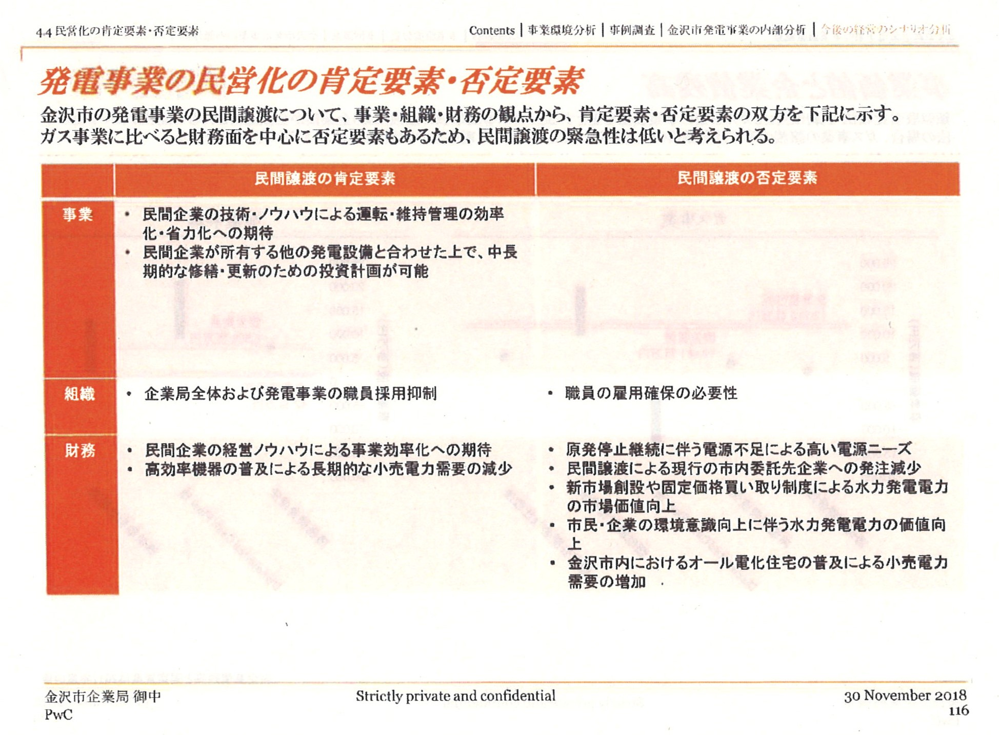 4.4 民営化の肯定要素・否定要素
Contents | 事業環境分析 | 事例調査 | 金沢市発電事業の内部分析 | 今後の経営のシナリオ分析
発電事業の民営化の肯定要素・否定要素
金沢市の発電事業の民間譲渡について、事業・組織・財務の観点から、肯定要素・否定要素の双方を下記に示す。
ガス事業に比べると財務面を中心に否定要素もあるため、民間譲渡の緊急性は低いと考えられる。
民間譲渡の肯定要素
民間譲渡の否定要素
事業
• 民間企業の技術・ノウハウによる運転・維持管理の効率
化・省力化への期待
• 民間企業が所有する他の発電設備と合わせた上で、中長
期的な修繕・更新のための投資計画が可能
組織
• 企業局全体および発電事業の職員採用抑制
• 職員の雇用確保の必要性
財務
• 民間企業の経営ノウハウによる事業効率化への期待
• 高効率機器の普及による長期的な小売電力需要の減少
• 原発停止継続に伴う電源不足による高い電源ニーズ
• 民間譲渡による現行の市内委託先企業への発注減少
• 新市場創設や固定価格買い取り制度による水力発電電力
の市場価値向上
• 市民・企業の環境意識向上に伴う水力発電電力の価値向
上
• 金沢市内におけるオール電化住宅の普及による小売電力
需要の増加
金沢市企業局 御中
PwC
Strictly private and confidential
30 November 2018
116